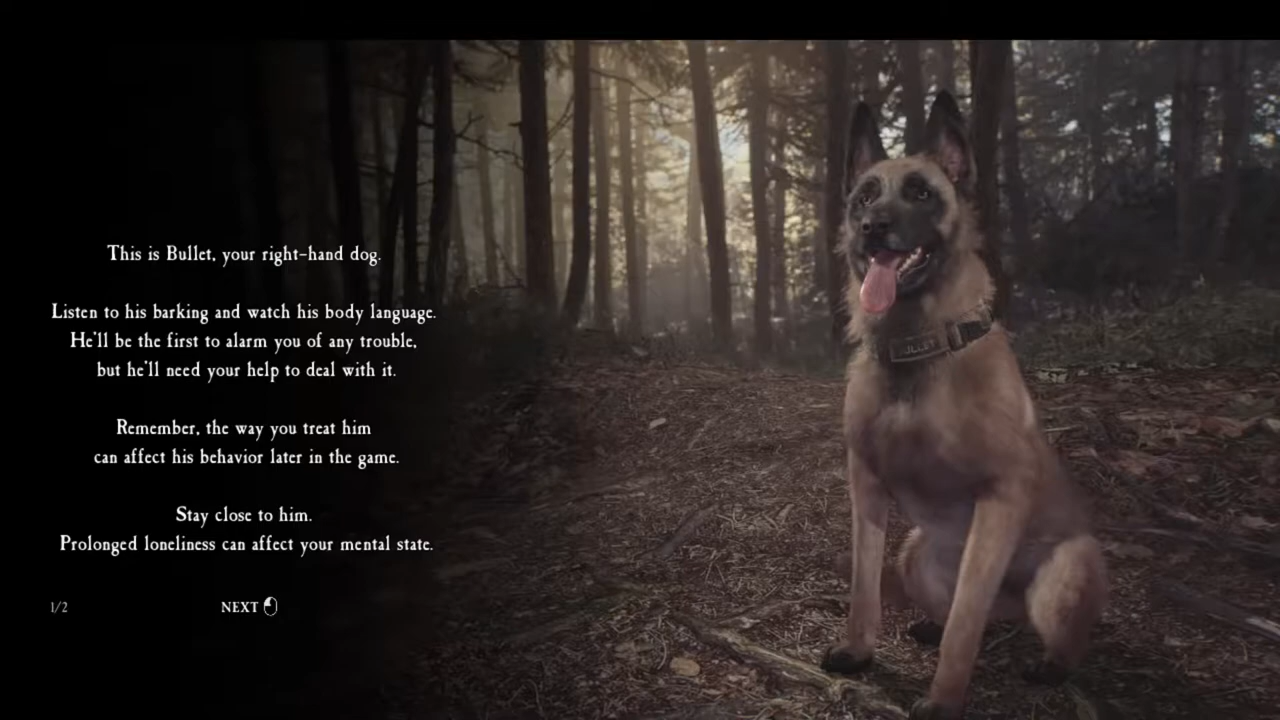 This is Bullet, your right-hand dog.
Listen to his barking and watch his body language.
He'll be the first to alarm you of any trouble,
but he'll need your help to deal with it.
Remember, the way you treat him
can affect his behavior later in the game.
Stay close to him.
Prolonged loneliness can affect your mental state.
1/2
NEXT
BULLET